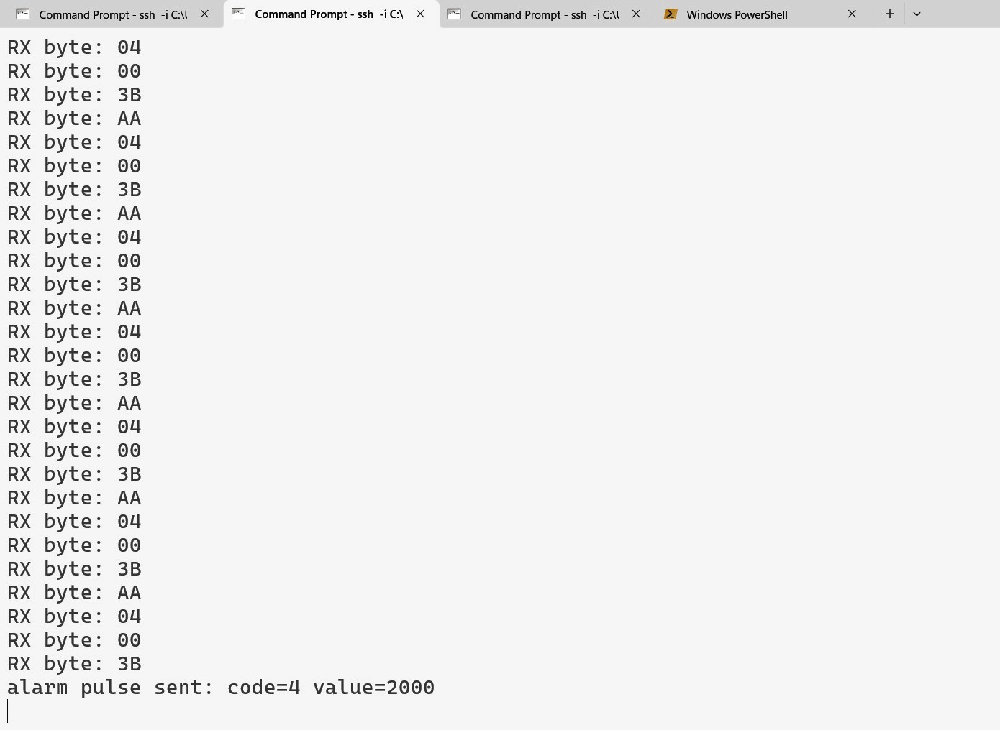 Command Prompt - ssh -i C:\l
Command Prompt - ssh -i C:\
Command Prompt - ssh -i C:\l
Windows PowerShell
RX byte: 04
RX byte: 00
RX byte: 3B
RX byte: AA
RX byte: 04
RX byte: 00
RX byte: 3B
RX byte: AA
RX byte: 04
RX byte: 00
RX byte: 3B
RX byte: AA
RX byte: 04
RX byte: 00
RX byte: 3B
RX byte: AA
RX byte: 04
RX byte: 00
RX byte: 3B
RX byte: AA
RX byte: 04
RX byte: 00
RX byte: 3B
RX byte: AA
RX byte: 04
RX byte: 00
RX byte: 3B
alarm pulse sent: code=4 value=2000